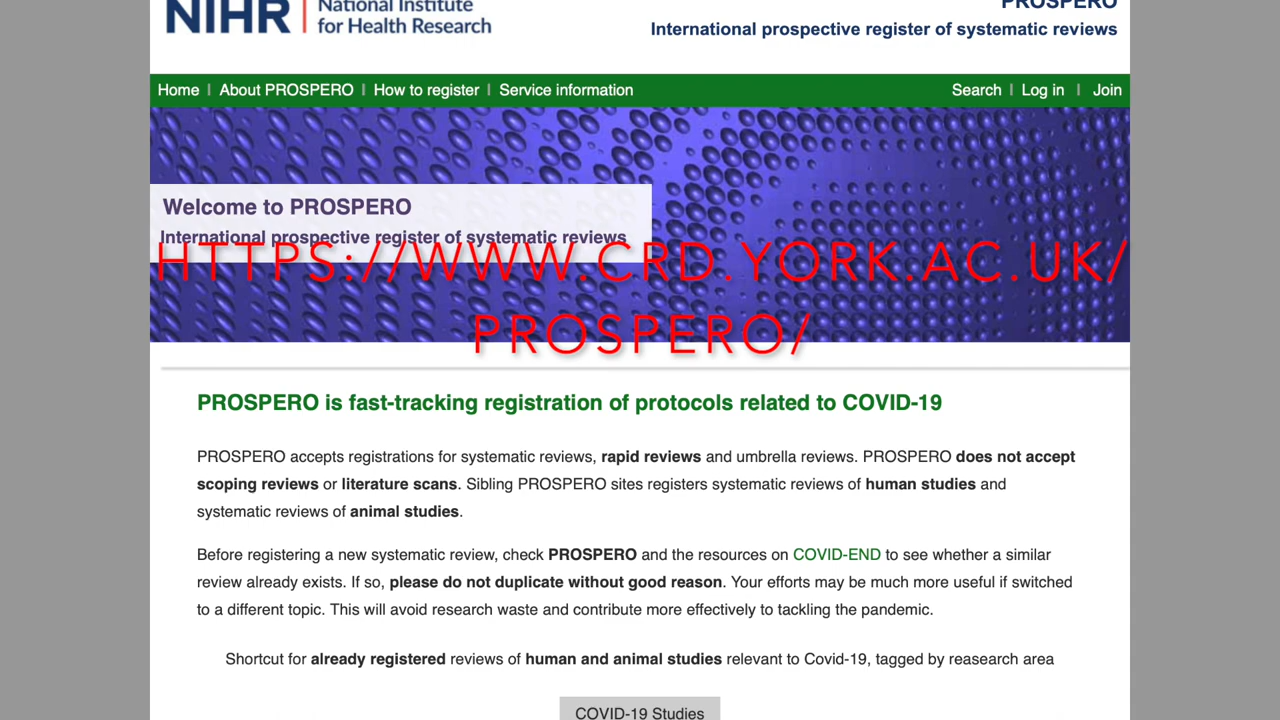 NIHR | National Institute
for Health Research
PROSPERO
International prospective register of systematic reviews
Home | About PROSPERO | How to register | Service information
Search | Log in | Join
Welcome to PROSPERO
International prospective register of systematic reviews
HTTPS://WWW.CRD.YORK.AC.UK/
PROSPERO/
PROSPERO is fast-tracking registration of protocols related to COVID-19
PROSPERO accepts registrations for systematic reviews, rapid reviews and umbrella reviews. PROSPERO does not accept
scoping reviews or literature scans. Sibling PROSPERO sites registers systematic reviews of human studies and
systematic reviews of animal studies.
Before registering a new systematic review, check PROSPERO and the resources on COVID-END to see whether a similar
review already exists. If so, please do not duplicate without good reason. Your efforts may be much more useful if switched
to a different topic. This will avoid research waste and contribute more effectively to tackling the pandemic.
Shortcut for already registered reviews of human and animal studies relevant to Covid-19, tagged by reasearch area
COVID-19 Studies